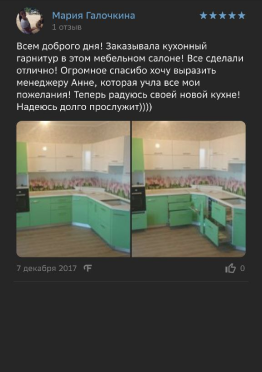 Мария Галочкина
1 отзыв
Всем доброго дня! Заказывала кухонный
гарнитур в этом мебельном салоне! Все сделали
отлично! Огромное спасибо хочу выразить
менеджеру Анне, которая учла все мои
пожелания! Теперь радуюсь своей новой кухне!
Надеюсь долго прослужит))))
7 декабря 2017
0